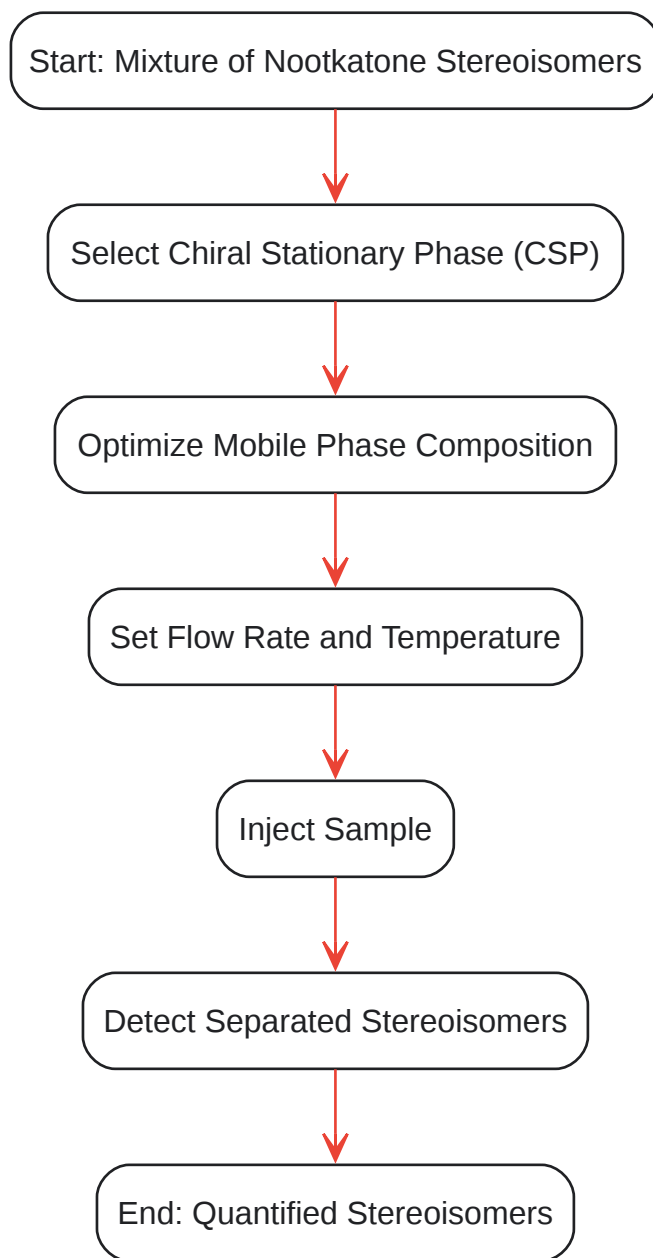 Start: Mixture of Nootkatone Stereoisomers
Select Chiral Stationary Phase (CSP)
Optimize Mobile Phase Composition
Set Flow Rate and Temperature
Inject Sample
Detect Separated Stereoisomers
End: Quantified Stereoisomers